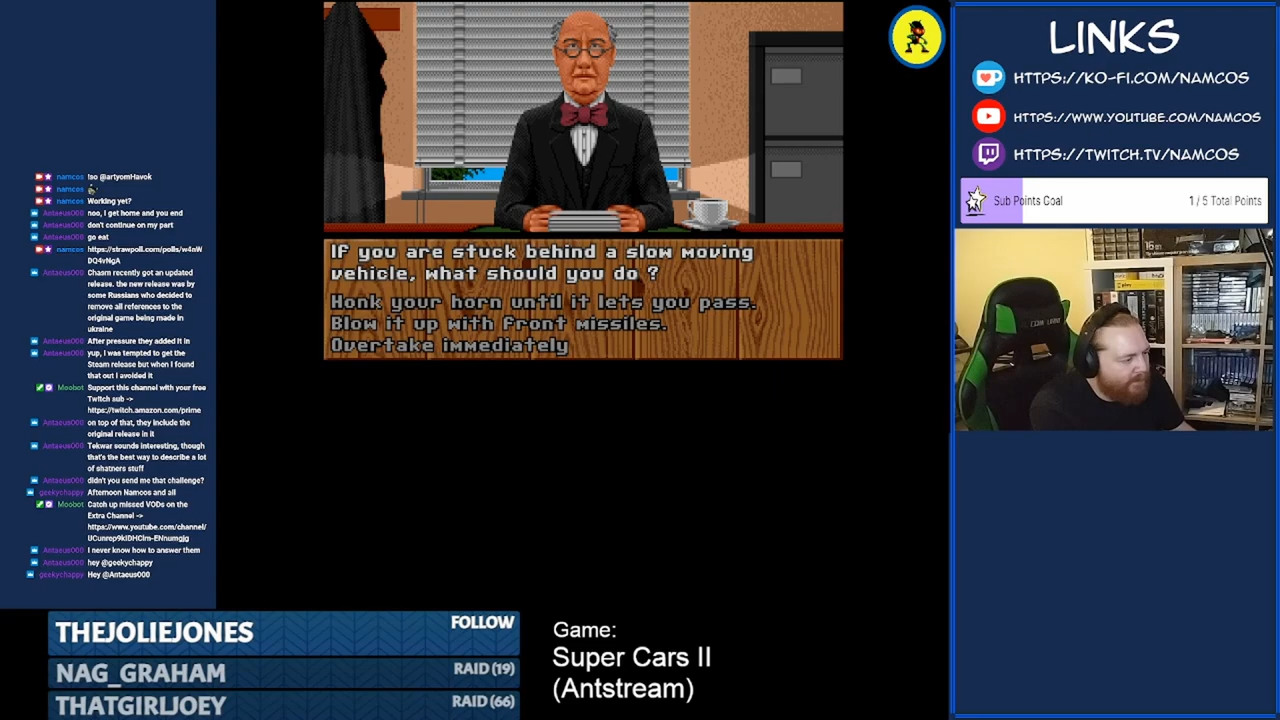 namcos !so @artyomHavok
namcos
namcos Working yet?
Antaeus000 noo, I get home and you end
Antaeus000 don't continue on my part
Antaeus000 go eat
namcos https://strawpoll.com/polls/w4nW
DQ4vNgA
Antaeus000 Chasm recently got an updated
release. the new release was by
some Russians who decided to
remove all references to the
original game being made in
ukraine
Antaeus000 After pressure they added it in
Antaeus000 yup, I was tempted to get the
Steam release but when I found
that out I avoided it
Moobot Support this channel with your free
Twitch sub ->
https://twitch.amazon.com/prime
Antaeus000 on top of that, they include the
original release in it
Antaeus000 Tekwar sounds interesting, though
that's the best way to describe a lot
of shatners stuff
Antaeus000 didn't you send me that challenge?
geekychappy Afternoon Namcos and all
Moobot Catch up missed VODs on the
Extra Channel ->
https://www.youtube.com/channel/
Antaeus000 I never know how to answer them
Antaeus000 hey @geekychappy
geekychappy Hey @Antaeus000
If you are stuck behind a slow moving
vehicle, what should you do ?
Honk your horn until it lets you pass.
Blow it up with front missiles.
Overtake immediately
LINKS
HTTPS://KO-FI.COM/NAMCOS
HTTPS://WWW.YOUTUBE.COM/NAMCOS
HTTPS://TWITCH.TV/NAMCOS
Sub Points Goal 1 / 5 Total Points
THEJOLIEJONES FOLLOW
NAG_GRAHAM RAID (19)
THATGIRLJOEY RAID (66)
Game:
Super Cars II
(Antstream)